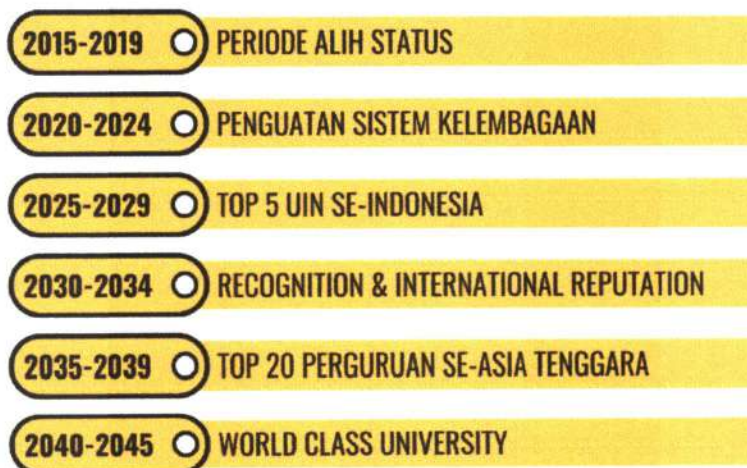 2015-2019 PERIODE ALIH STATUS
2020-2024 PENGUATAN SISTEM KELEMBAGAAN
2025-2029 TOP 5 UIN SE-INDONESIA
2030-2034 RECOGNITION & INTERNATIONAL REPUTATION
2035-2039 TOP 20 PERGURUAN SE-ASIA TENGGARA
2040-2045 WORLD CLASS UNIVERSITY